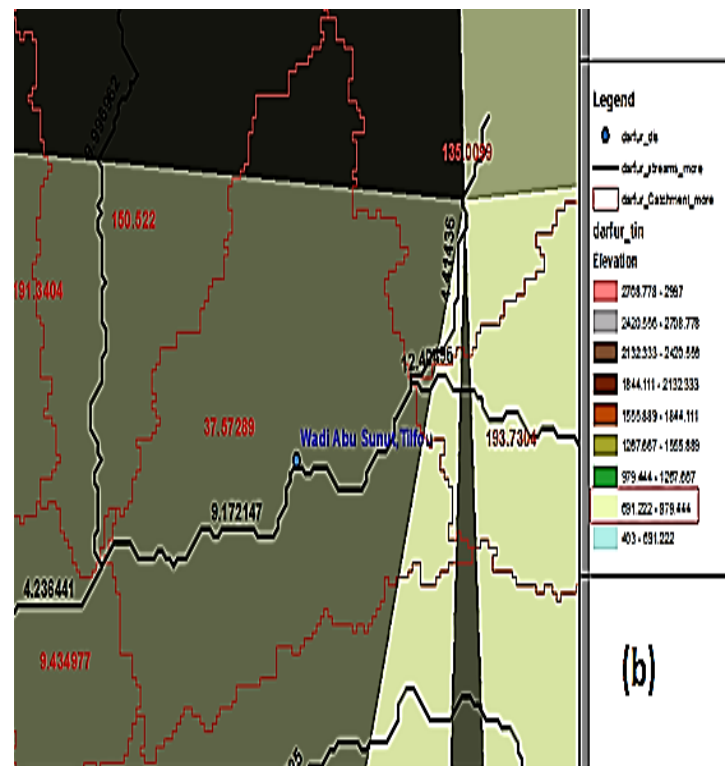 135.0099
150.522
4.414436
191.3404
12.40496
37.57289
Wadi Abu Sunut, Tilfou
193.7304
9.172147
4.236441
9.434977
Legend
darfur_dis
darfur_streams_more
darfur_Catchment_more
darfur_tin
Elevation
2708.778 - 2997
2420.556 - 2708.778
2132.333 - 2420.556
1844.111 - 2132.333
1555.889 - 1844.111
1267.667 - 1555.889
979.444 - 1267.667
691.222 - 979.444
403 - 691.222
(b)